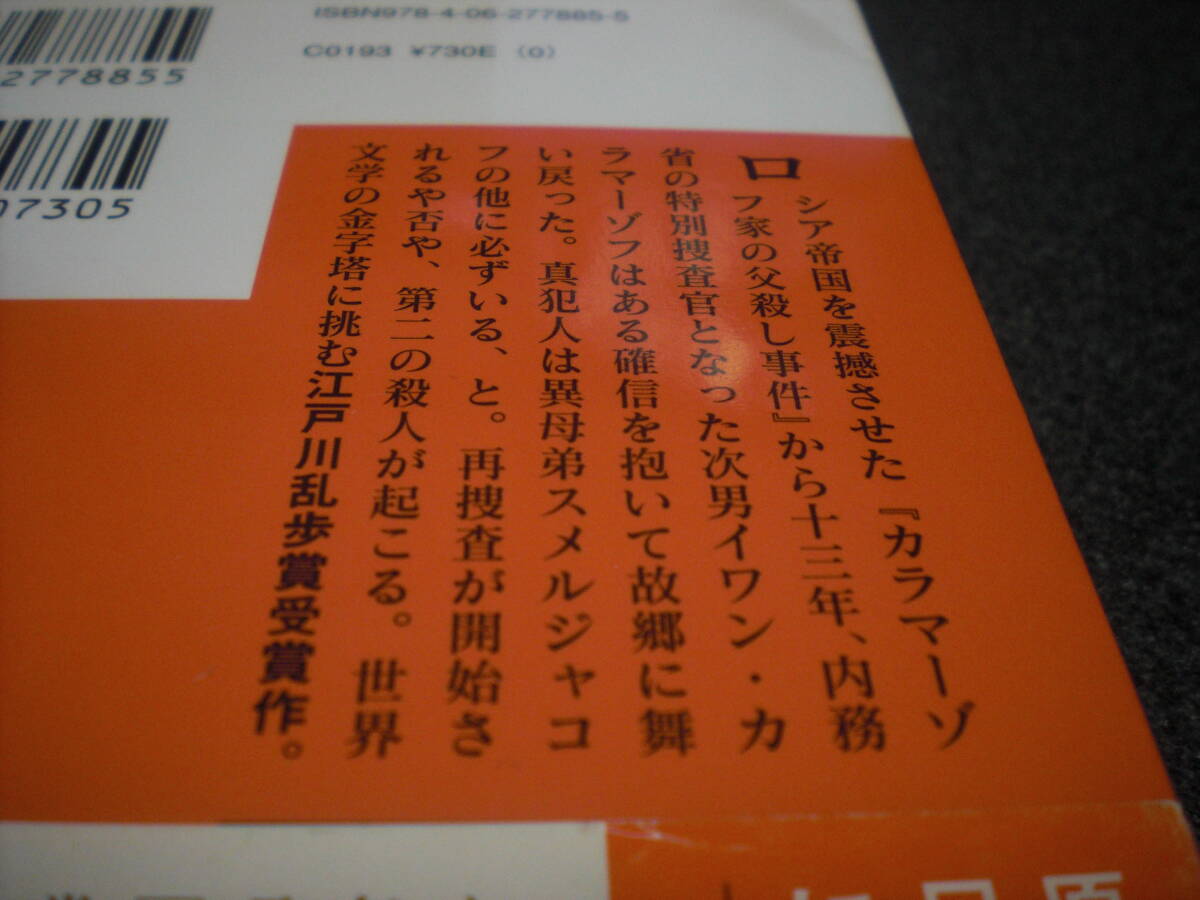 ISBN978-4-06-277885-5
C0193 ¥730E (0)
2778855
07305
ロシア帝国を震撼させた『カラマーゾ
フ家の父殺し事件』から十三年、内務
省の特別捜査官となった次男イワン・カ
ラマーゾフはある確信を抱いて故郷に舞
い戻った。真犯人は異母弟スメルジャコ
フの他に必ずいる、と。再捜査が開始さ
れるや否や、第二の殺人が起こる。世界
文学の金字塔に挑む江戸川乱歩賞受賞作。